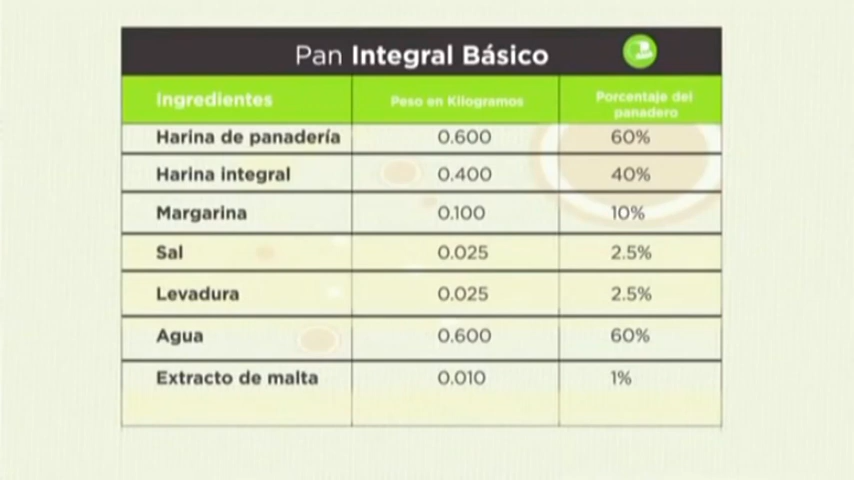 Pan Integral Básico
Ingredientes Peso en Kilogramos Porcentaje del panadero
Harina de panadería 0.600 60%
Harina integral 0.400 40%
Margarina 0.100 10%
Sal 0.025 2.5%
Levadura 0.025 2.5%
Agua 0.600 60%
Extracto de malta 0.010 1%